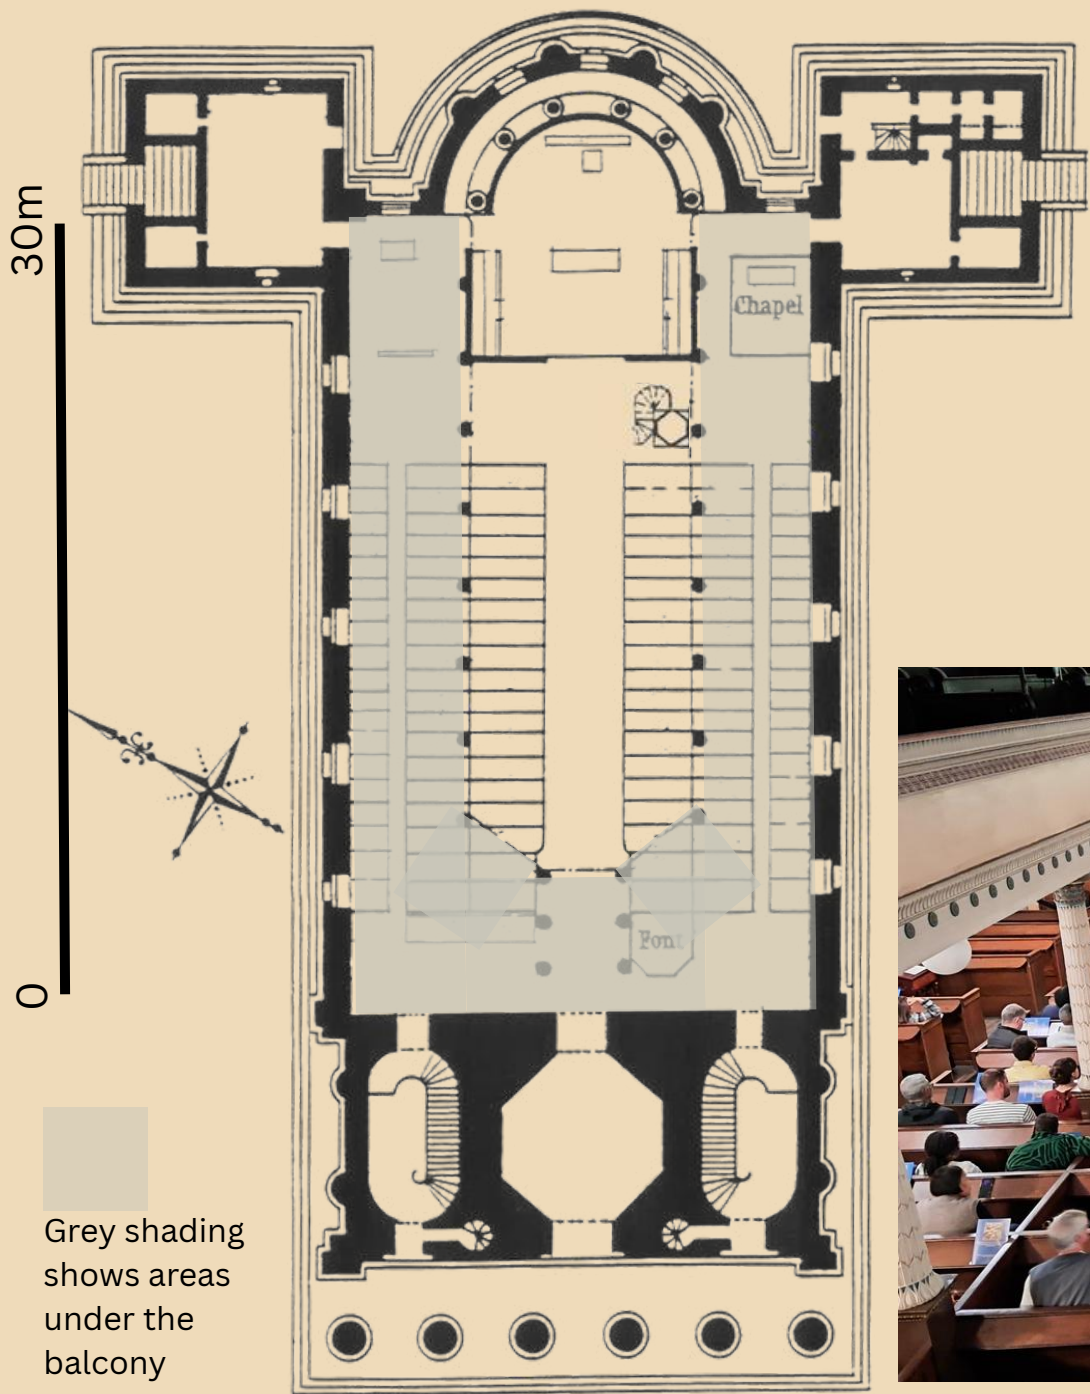 30m
Chapel
Font
0
Grey shading
shows areas
under the
balcony